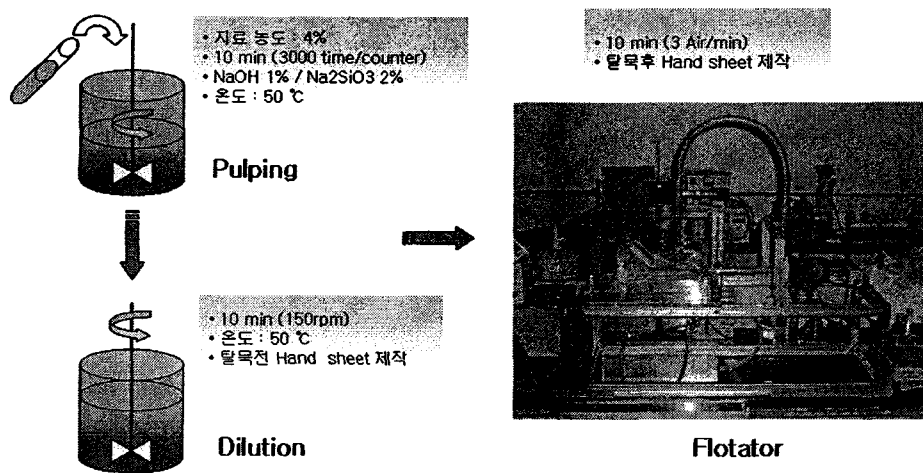 • 지료 농도 : 4%
• 10 min (3000 time/counter)
• NaOH 1% / Na2SiO3 2%
• 온도 : 50 ℃
Pulping
• 10 min (150rpm)
• 온도 : 50 ℃
• 탈묵전 Hand sheet 제작
Dilution
• 10 min (3 Air/min)
• 탈묵후 Hand sheet 제작
Flotator